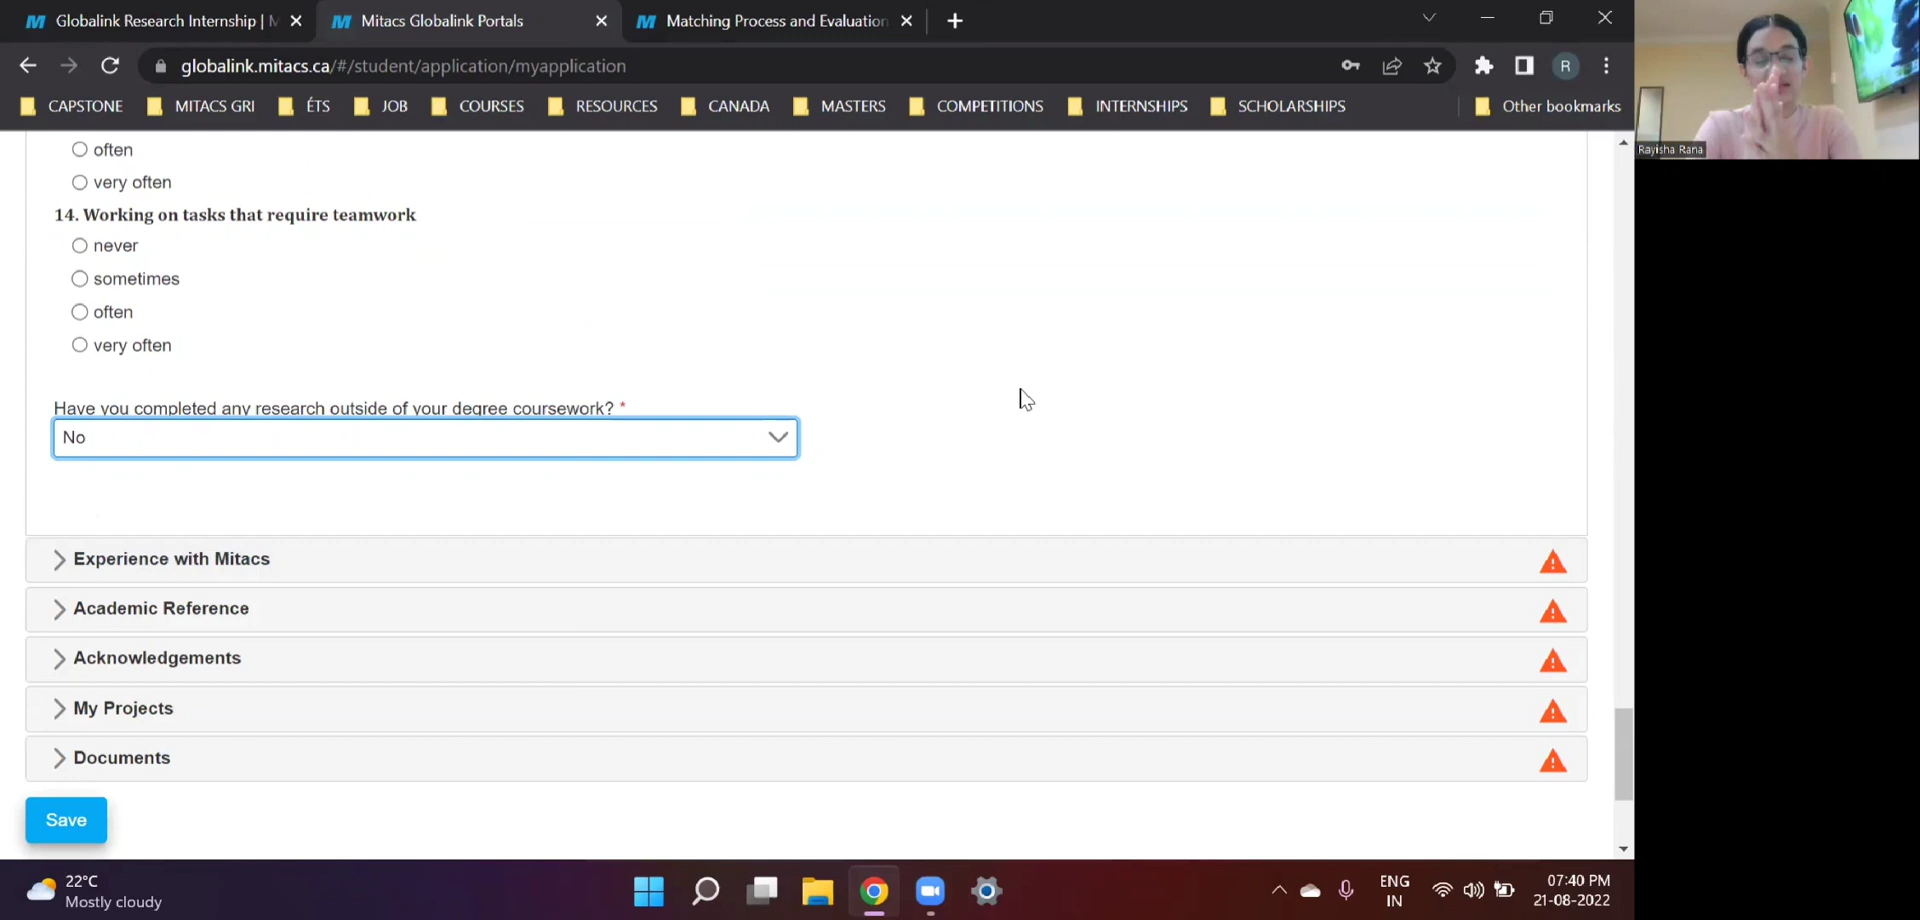 Globalink Research Internship | M
Mitacs Globalink Portals
Matching Process and Evaluation
globalink.mitacs.ca/#/student/application/myapplication
R
CAPSTONE
MITACS GRI
ÉTS
JOB
COURSES
RESOURCES
CANADA
MASTERS
COMPETITIONS
INTERNSHIPS
SCHOLARSHIPS
Other bookmarks
Rayisha Rana
often
very often
14. Working on tasks that require teamwork
never
sometimes
often
very often
Have you completed any research outside of your degree coursework? *
No
Experience with Mitacs
Academic Reference
Acknowledgements
My Projects
Documents
Save
22°C
Mostly cloudy
ENG
IN
07:40 PM
21-08-2022